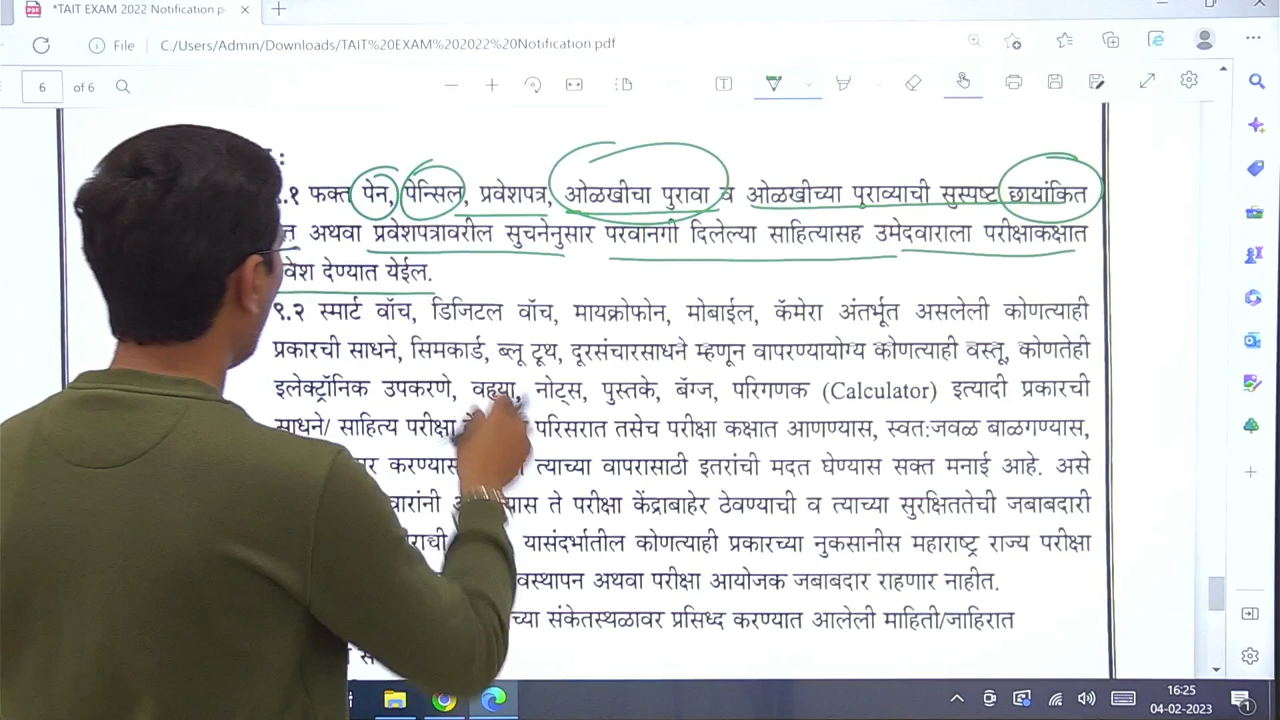 *TAIT EXAM 2022 Notification p
File C:/Users/Admin/Downloads/TAIT%20EXAM%202022%20Notification.pdf
6 of 6
.१ फक्त पेन, पेन्सिल, प्रवेशपत्र, ओळखीचा पुरावा व ओळखीच्या पुराव्याची सुस्पष्ट छायांकित
अथवा प्रवेशपत्रावरील सुचनेनुसार परवानगी दिलेल्या साहित्यासह उमेदवाराला परीक्षाकक्षात
वेश देण्यात येईल.
९.२ स्मार्ट वॉच, डिजिटल वॉच, मायक्रोफोन, मोबाईल, कॅमेरा अंतर्भूत असलेली कोणत्याही
प्रकारची साधने, सिमकार्ड, ब्लू टूथ, दूरसंचारसाधने म्हणून वापरण्यायोग्य कोणत्याही वस्तू, कोणतेही
इलेक्ट्रॉनिक उपकरणे, वहया, नोट्स, पुस्तके, बॅग्ज, परिगणक (Calculator) इत्यादी प्रकारची
साधने/ साहित्य परीक्षा परिसरात तसेच परीक्षा कक्षात आणण्यास, स्वत:जवळ बाळगण्यास,
र करण्यास त्याच्या वापरासाठी इतरांची मदत घेण्यास सक्त मनाई आहे. असे
वारांनी यास ते परीक्षा केंद्राबाहेर ठेवण्याची व त्याच्या सुरक्षिततेची जबाबदारी
यासंदर्भातील कोणत्याही प्रकारच्या नुकसानीस महाराष्ट्र राज्य परीक्षा
वस्थापन अथवा परीक्षा आयोजक जबाबदार राहणार नाहीत.
च्या संकेतस्थळावर प्रसिध्द करण्यात आलेली माहिती/जाहिरात
16:25
04-02-2023